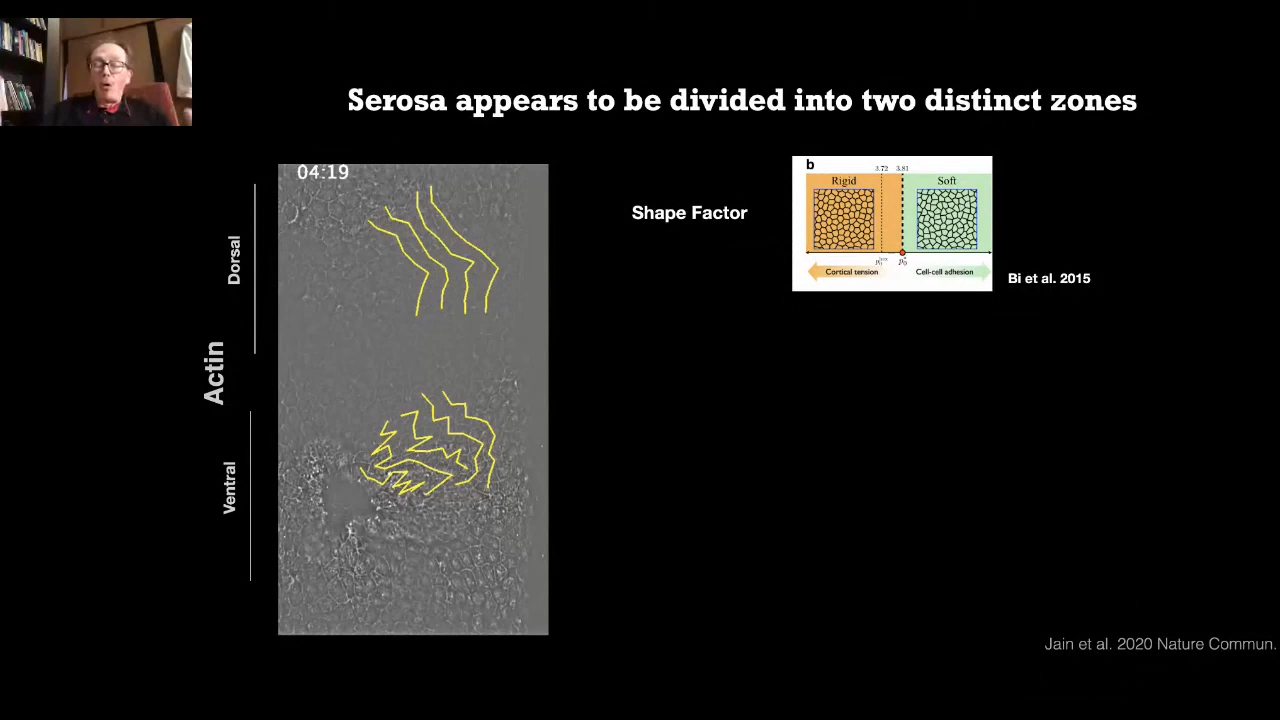 Serosa appears to be divided into two distinct zones
04:19
Dorsal
Actin
Ventral
Shape Factor
b
3.72 3.81
Rigid
Soft
Cortical tension
Cell-cell adhesion
Bi et al. 2015
Jain et al. 2020 Nature Commun.